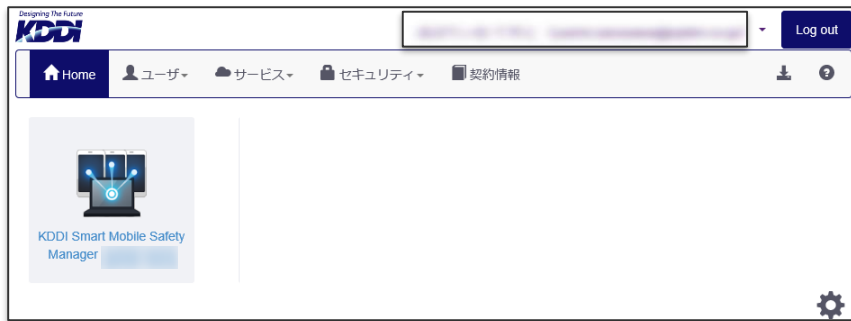 Designing The Future
KDDI
Log out
Home ユーザ サービス セキュリティ 契約情報
KDDI Smart Mobile Safety
Manager